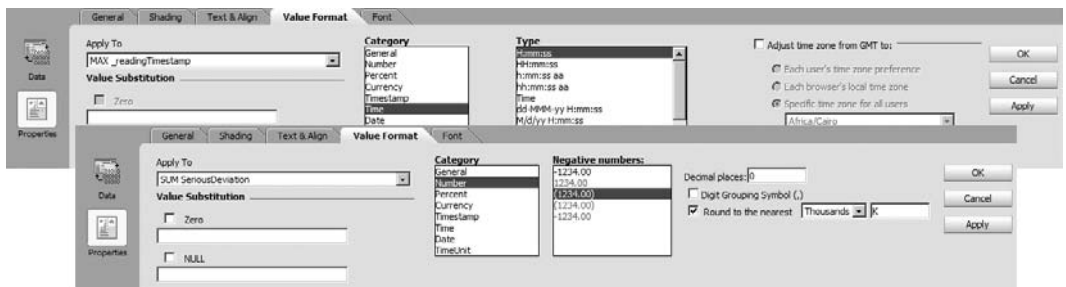 General Shading Text & Align Value Format Font
Data
Properties
Apply To
MAX _readingTimestamp
Value Substitution
Zero
Category
General
Number
Percent
Currency
Timestamp
Time
Date
Type
H:mm:ss
HH:mm:ss
h:mm:ss aa
hh:mm:ss aa
Time
dd-MMM-yy H:mm:ss
M/d/yy H:mm:ss
Adjust time zone from GMT to:
Each user's time zone preference
Each browser's local time zone
Specific time zone for all users
Africa/Cairo
OK
Cancel
Apply
General Shading Text & Align Value Format Font
Data
Properties
Apply To
SUM SeriousDeviation
Value Substitution
Zero
NULL
Category
General
Number
Percent
Currency
Timestamp
Time
Date
TimeUnit
Negative numbers:
-1234.00
1234.00
(1234.00)
(1234.00)
-1234.00
Decimal places: 0
Digit Grouping Symbol (,)
Round to the nearest Thousands K
OK
Cancel
Apply